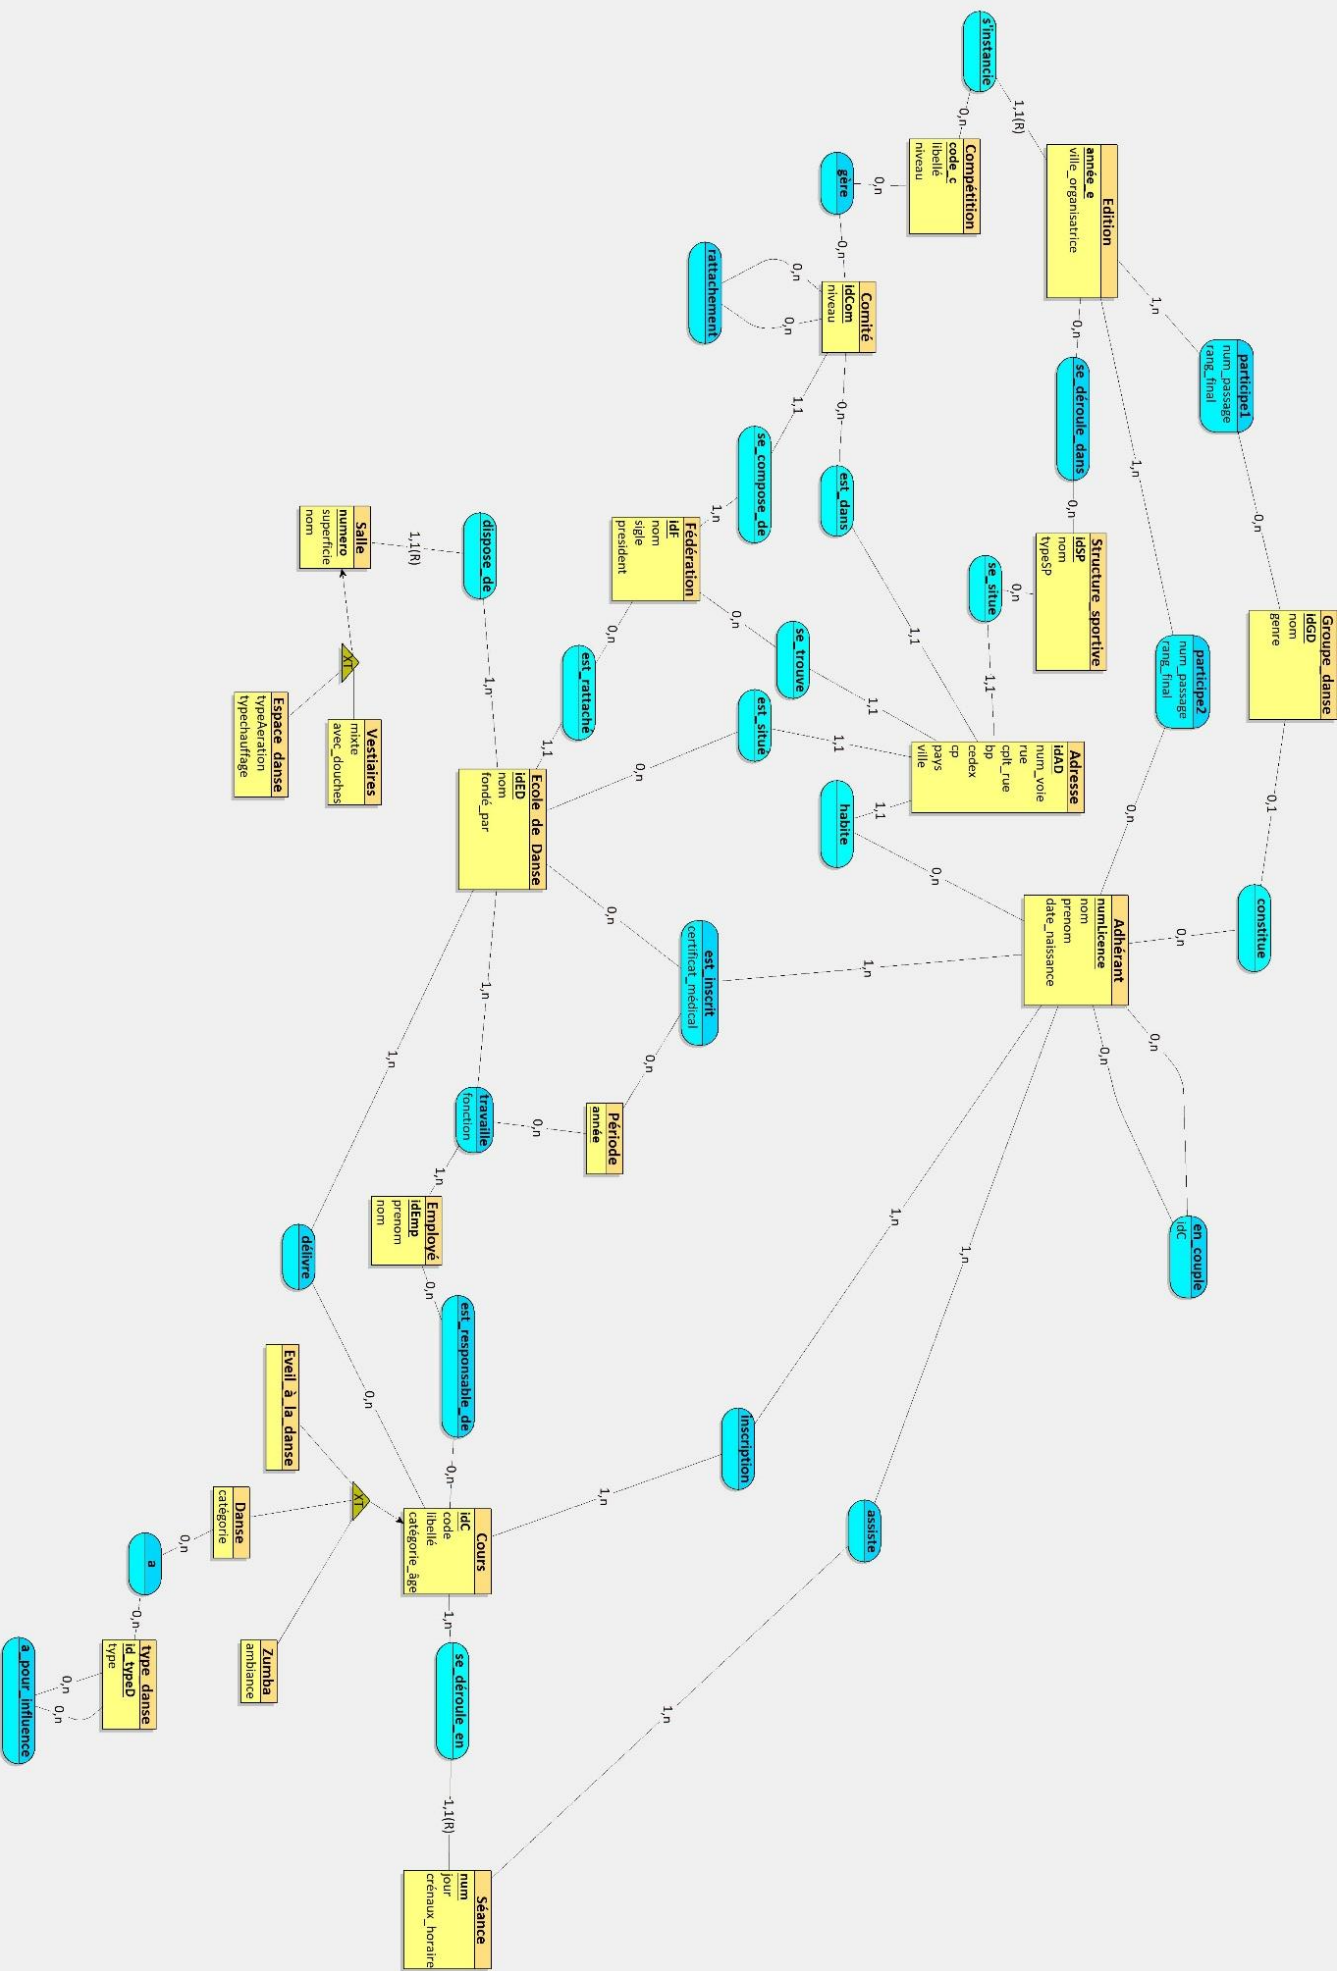 Groupe_danse
idGD
nom
genre
0,n
0,1
constitue
0,n
participe1
num_passage
rang_final
1,n
participe2
num_passage
rang_final
1,n
0,n
en_couple
idC
0,n
0,n
Edition
année_e
ville_organisatrice
0,n
se_déroule_dans
0,n
Structure_sportive
idSP
nom
typeSP
0,n
se_situe
1,1
Adhérant
numLicence
nom
prenom
date_naissance
s'instancie
1,1(R)
0,n
Compétition
code_c
libellé
niveau
0,n
gère
0,n
Comité
idCom
niveau
0,n
est_dans
1,1
rattachement
0,n
0,n
1,1
se_compose_de
1,n
Adresse
idAD
num_voie
rue
cplt_rue
bp
cedex
cp
pays
ville
1,1
habite
0,n
Fédération
idF
nom
sigle
president
0,n
se_trouve
1,1
est_situé
1,1
0,n
0,n
est_rattache
1,1
est_inscrit
certificat_médical
1,n
0,n
0,n
Période
année
0,n
inscription
1,n
1,n
assiste
1,n
1,n
dispose_de
1,1(R)
1,n
Ecole_de_Danse
idED
nom
fondé_par
1,n
travaille
fonction
1,n
Employé
idEmp
prenom
nom
0,n
est_responsable_de
0,n
Cours
idC
code
libellé
catégorie_âge
1,n
se_déroule_en
1,1(R)
Séance
num
jour
crénaux_horaire
Salle
numero
superficie
nom
XT
Vestiaires
mixte
avec_douches
Espace_danse
typeAeration
typechauffage
1,n
délivre
0,n
XT
Eveil_à_la_danse
Danse
catégorie
Zumba
ambiance
0,n
a
0,n
type_danse
id_typeD
type
0,n
0,n
a_pour_influence